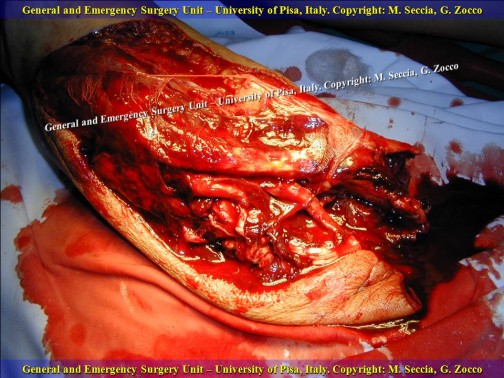 General and Emergency Surgery Unit – University of Pisa, Italy. Copyright: M. Seccia, G. Zocco
General and Emergency Surgery Unit – University of Pisa, Italy. Copyright: M. Seccia, G. Zocco
General and Emergency Surgery Unit – University of Pisa, Italy. Copyright: M. Seccia, G. Zocco